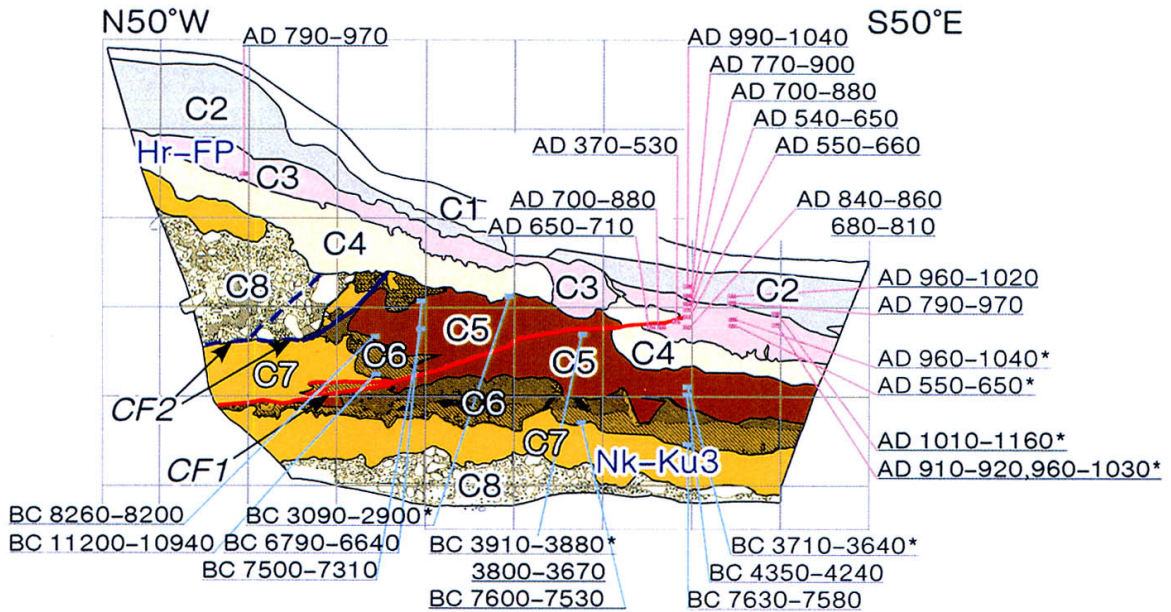 N50°W
S50°E
AD 790–970
AD 990–1040
AD 770–900
AD 700–880
AD 540–650
AD 370–530
AD 550–660
AD 700–880
AD 840–860
AD 650–710
680–810
AD 960–1020
AD 790–970
AD 960–1040*
AD 550–650*
AD 1010–1160*
AD 910–920,960–1030*
C2
Hr–FP
C3
C1
C4
C8
C3
C2
C5
C5
C4
C6
C7
C6
CF2
C7
CF1
Nk–Ku3
C8
BC 8260–8200
BC 3090–2900*
BC 11200–10940
BC 6790–6640
BC 3910–3880*
BC 3710–3640*
BC 7500–7310
3800–3670
BC 4350–4240
BC 7600–7530
BC 7630–7580